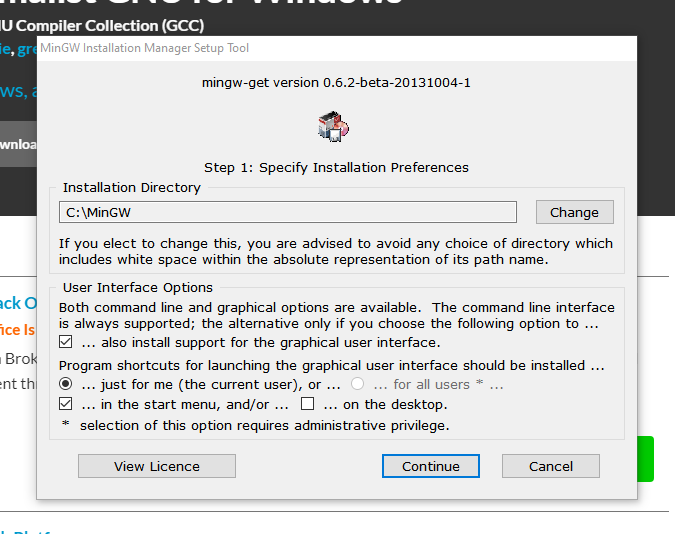 malist GNU for Windows
NU Compiler Collection (GCC)
MinGW Installation Manager Setup Tool
mingw-get version 0.6.2-beta-20131004-1
Step 1: Specify Installation Preferences
Installation Directory
C:\MinGW
Change
If you elect to change this, you are advised to avoid any choice of directory which
includes white space within the absolute representation of its path name.
User Interface Options
Both command line and graphical options are available. The command line interface
is always supported; the alternative only if you choose the following option to ...
... also install support for the graphical user interface.
Program shortcuts for launching the graphical user interface should be installed ...
... just for me (the current user), or ... ... for all users * ...
... in the start menu, and/or ... ... on the desktop.
* selection of this option requires administrative privilege.
View Licence
Continue
Cancel